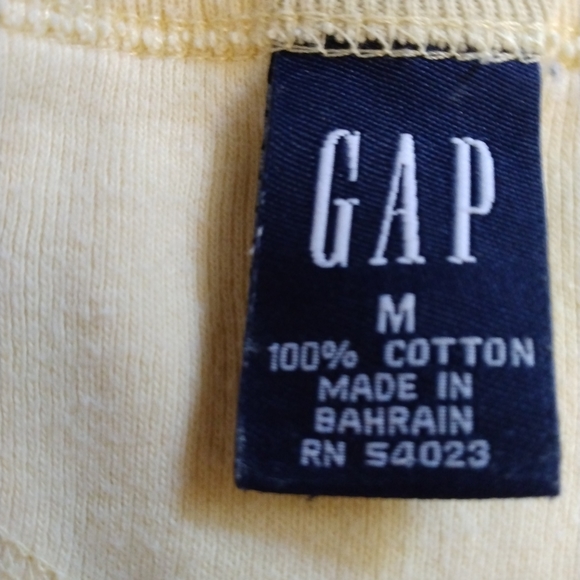 GAP
M
100% COTTON
MADE IN
BAHRAIN
RN 54023